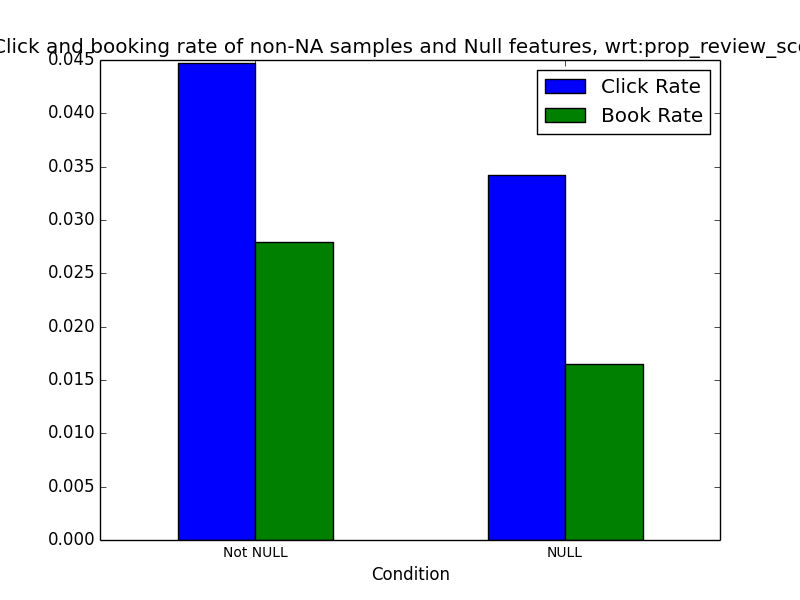 Click and booking rate of non-NA samples and Null features, wrt:prop_review_sc
0.045
0.040
0.035
0.030
0.025
0.020
0.015
0.010
0.005
0.000
Click Rate
Book Rate
Not NULL
NULL
Condition